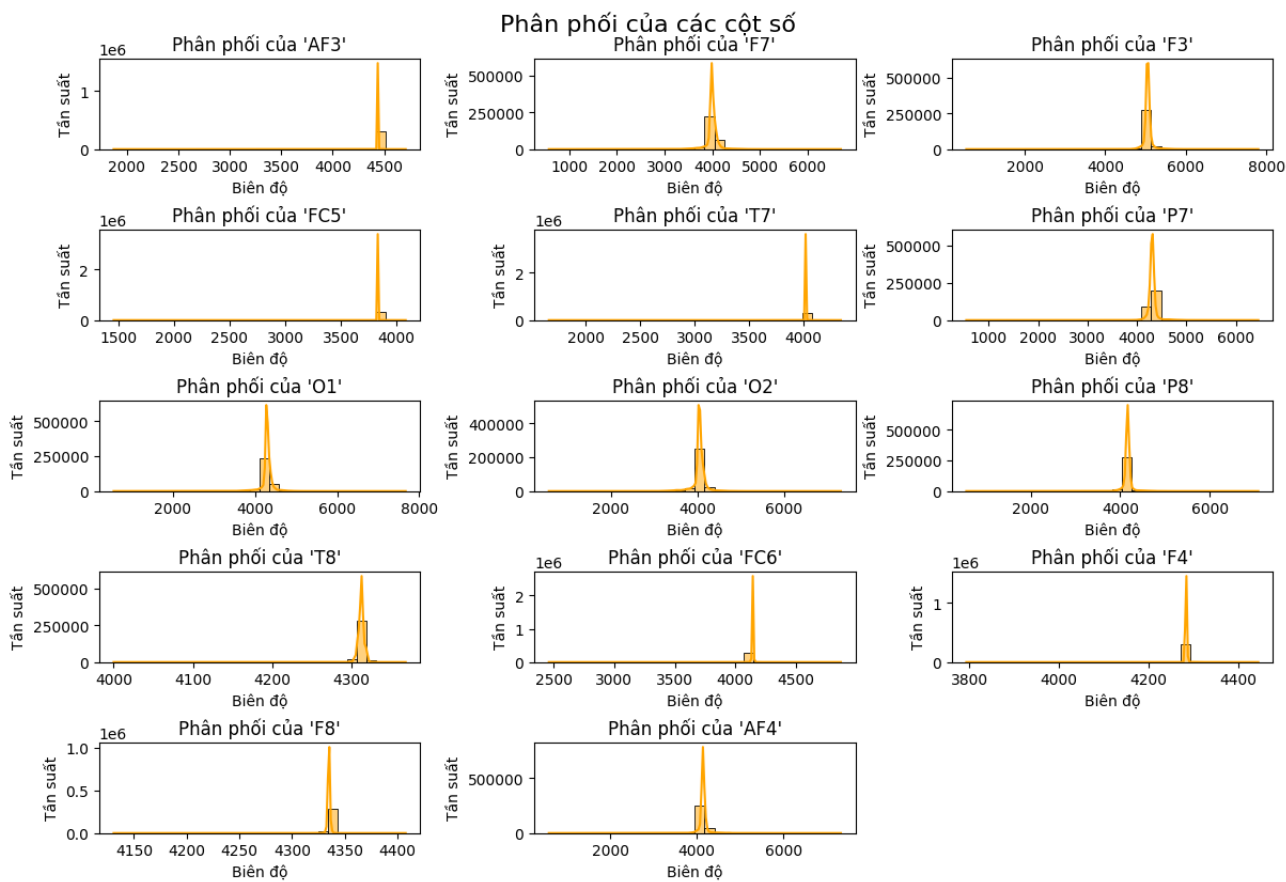 Phân phối của các cột số
Phân phối của 'AF3'
1e6
1
0
Tần suất
2000 2500 3000 3500 4000 4500
Biên độ
Phân phối của 'F7'
500000
250000
0
Tần suất
1000 2000 3000 4000 5000 6000
Biên độ
Phân phối của 'F3'
500000
250000
0
Tần suất
2000 4000 6000 8000
Biên độ
Phân phối của 'FC5'
1e6
2
0
Tần suất
1500 2000 2500 3000 3500 4000
Biên độ
Phân phối của 'T7'
1e6
2
0
Tần suất
2000 2500 3000 3500 4000
Biên độ
Phân phối của 'P7'
500000
250000
0
Tần suất
1000 2000 3000 4000 5000 6000
Biên độ
Phân phối của 'O1'
500000
250000
0
Tần suất
2000 4000 6000 8000
Biên độ
Phân phối của 'O2'
400000
200000
0
Tần suất
2000 4000 6000
Biên độ
Phân phối của 'P8'
500000
250000
0
Tần suất
2000 4000 6000
Biên độ
Phân phối của 'T8'
500000
250000
0
Tần suất
4000 4100 4200 4300
Biên độ
Phân phối của 'FC6'
1e6
2
1
0
Tần suất
2500 3000 3500 4000 4500
Biên độ
Phân phối của 'F4'
1e6
1
0
Tần suất
3800 4000 4200 4400
Biên độ
Phân phối của 'F8'
1e6
1.0
0.5
0.0
Tần suất
4150 4200 4250 4300 4350 4400
Biên độ
Phân phối của 'AF4'
500000
0
Tần suất
2000 4000 6000
Biên độ